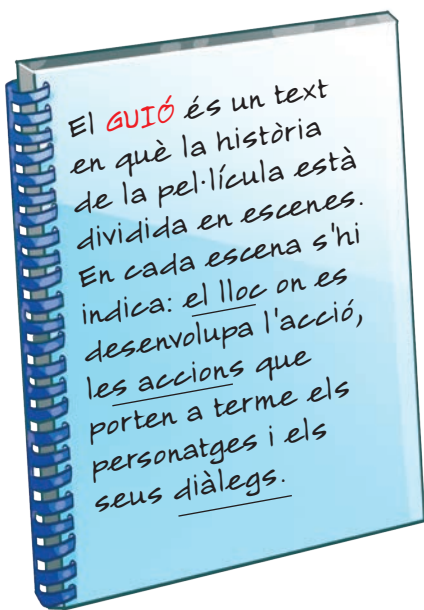 El GUIÓ és un text
en què la història
de la pel·lícula està
dividida en escenes.
En cada escena s'hi
indica: el lloc on es
desenvolupa l'acció,
les accions que
porten a terme els
personatges i els
seus diàlegs.